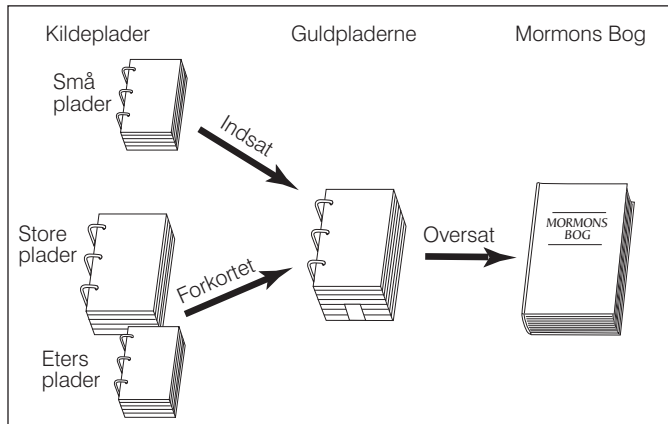 Kildeplader
Guldpladerne
Mormons Bog
Små
plader
Indsat
Store
plader
Forkortet
Oversat
MORMONS
BOG
Eters
plader